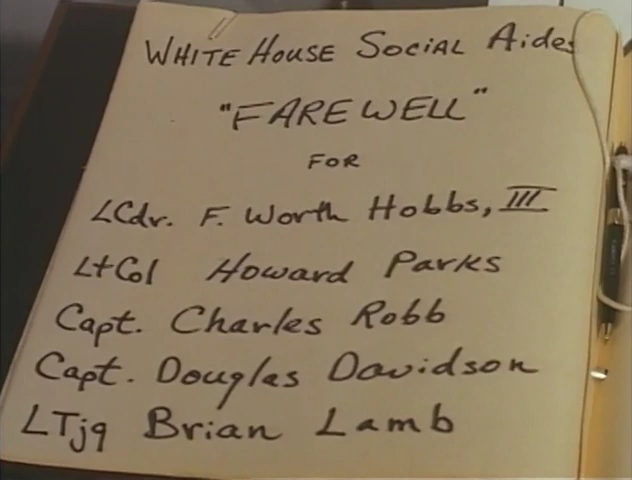 WHITE HOUSE SOCIAL Aides
"FAREWELL"
FOR
LCdr. F. Worth Hobbs, III
LtCol Howard Parks
Capt. Charles Robb
Capt. Douglas Davidson
LTjg Brian Lamb